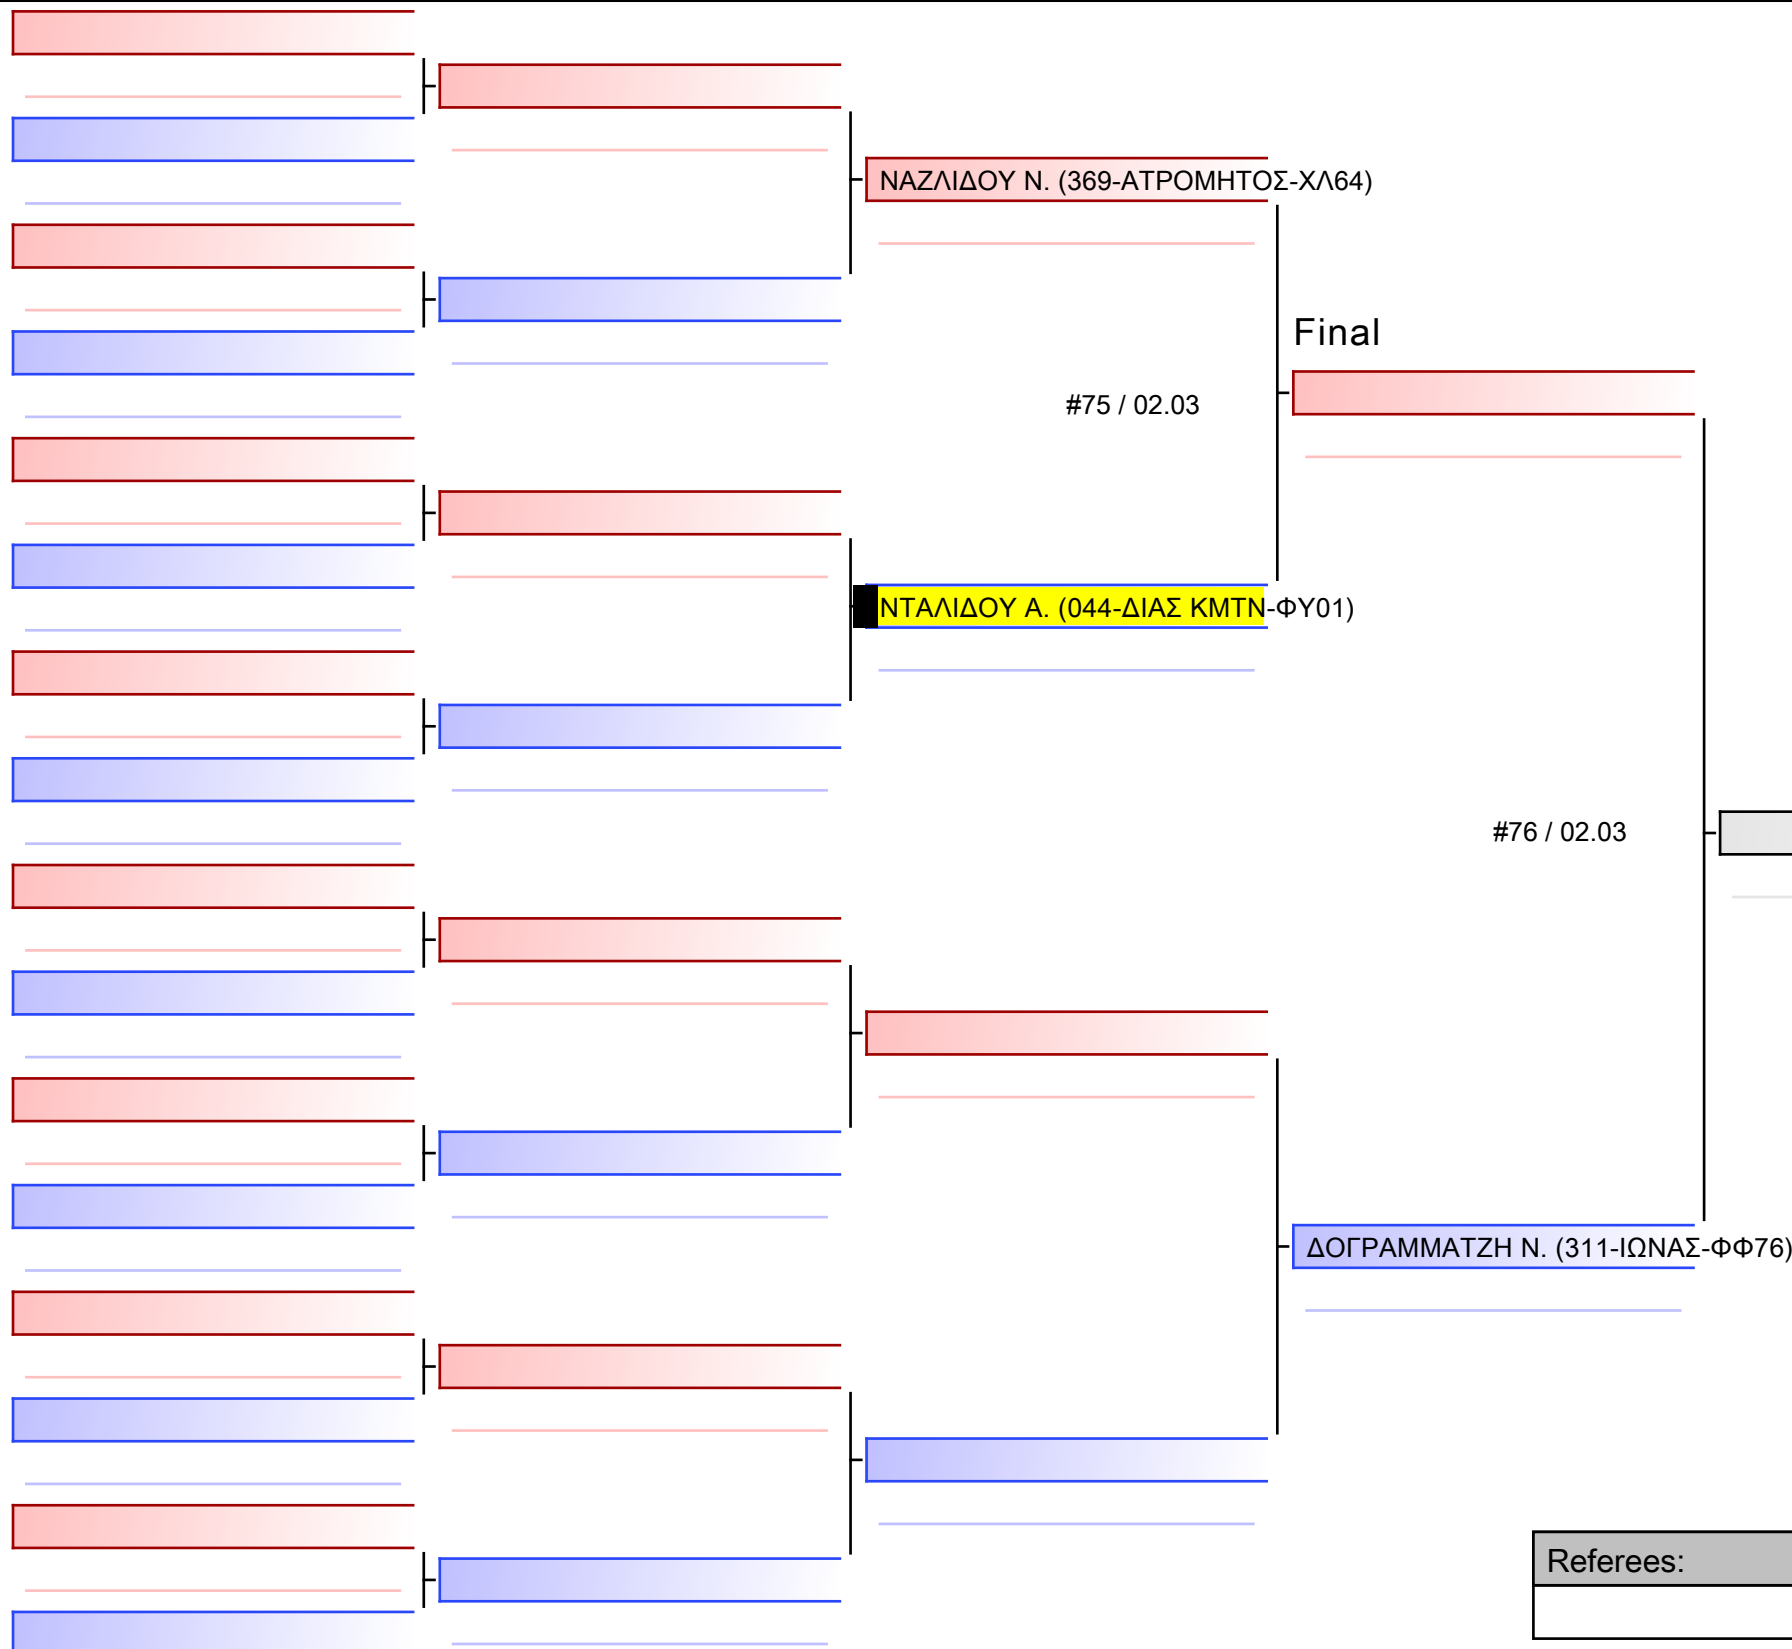 ΝΑΖΛΙΔΟΥ Ν. (369-ΑΤΡΟΜΗΤΟΣ-ΧΛ64)
Final
#75 / 02.03
ΝΤΑΛΙΔΟΥ Α. (044-ΔΙΑΣ ΚΜΤΝ-ΦΥ01)
#76 / 02.03
ΔΟΓΡΑΜΜΑΤΖΗ Ν. (311-ΙΩΝΑΣ-ΦΦ76)
Referees: